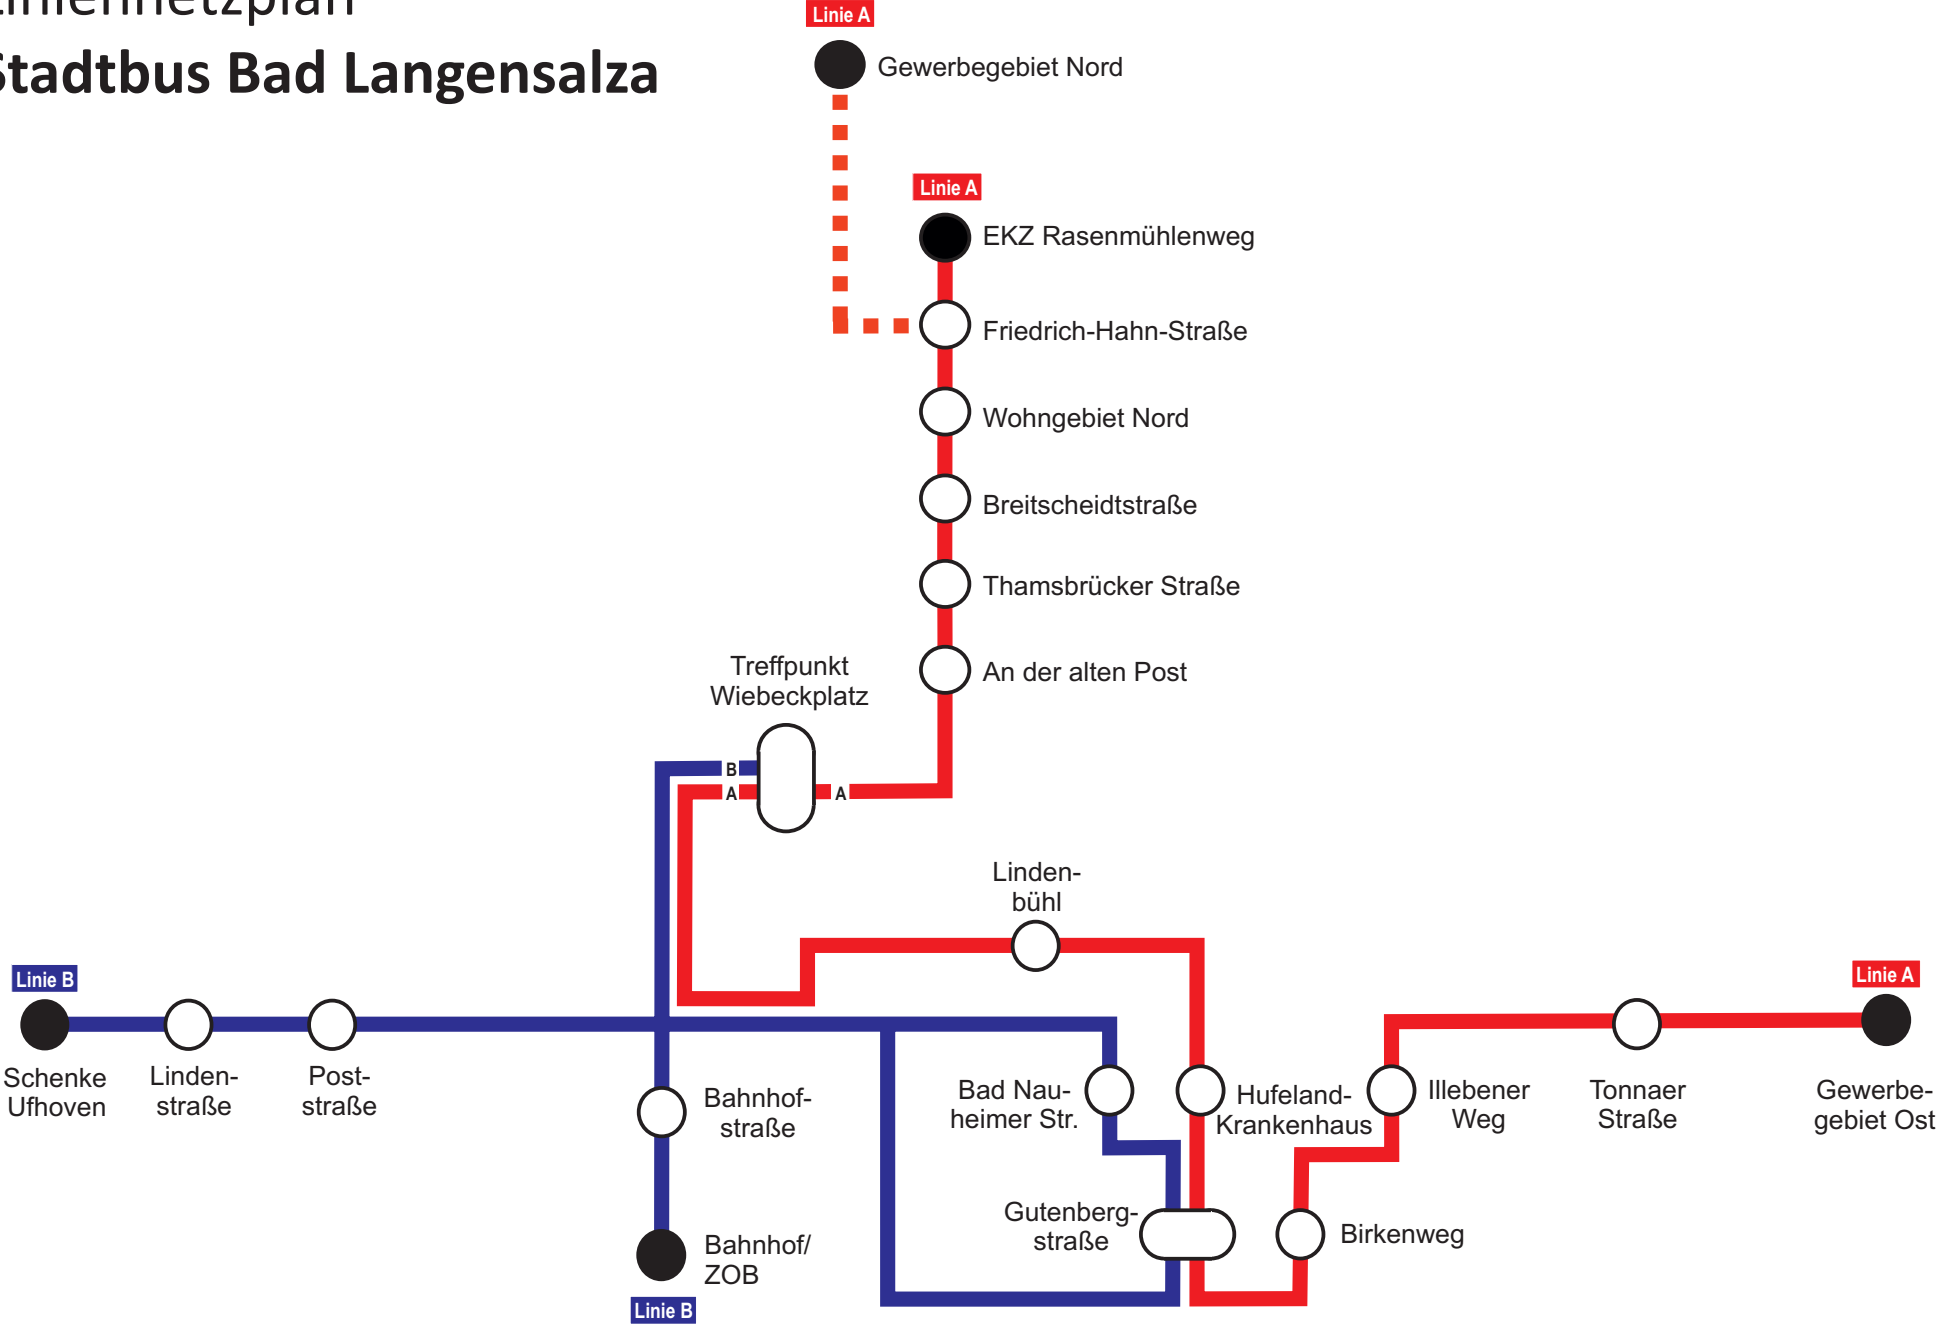 Liniennetzplan
Stadtbus Bad Langensalza
Linie A
Gewerbegebiet Nord
Linie A
EKZ Rasenmühlenweg
Friedrich-Hahn-Straße
Wohngebiet Nord
Breitscheidtstraße
Thamsbrücker Straße
An der alten Post
Treffpunkt
Wiebeckplatz
B
A
A
Linden-
bühl
Linie B
Schenke
Ufhoven
Linden-
straße
Post-
straße
Bahnhof-
straße
Bahnhof/
ZOB
Linie B
Bad Nau-
heimer Str.
Hufeland-
Krankenhaus
Gutenberg-
straße
Birkenweg
Illebener
Weg
Tonnaer
Straße
Linie A
Gewerbe-
gebiet Ost